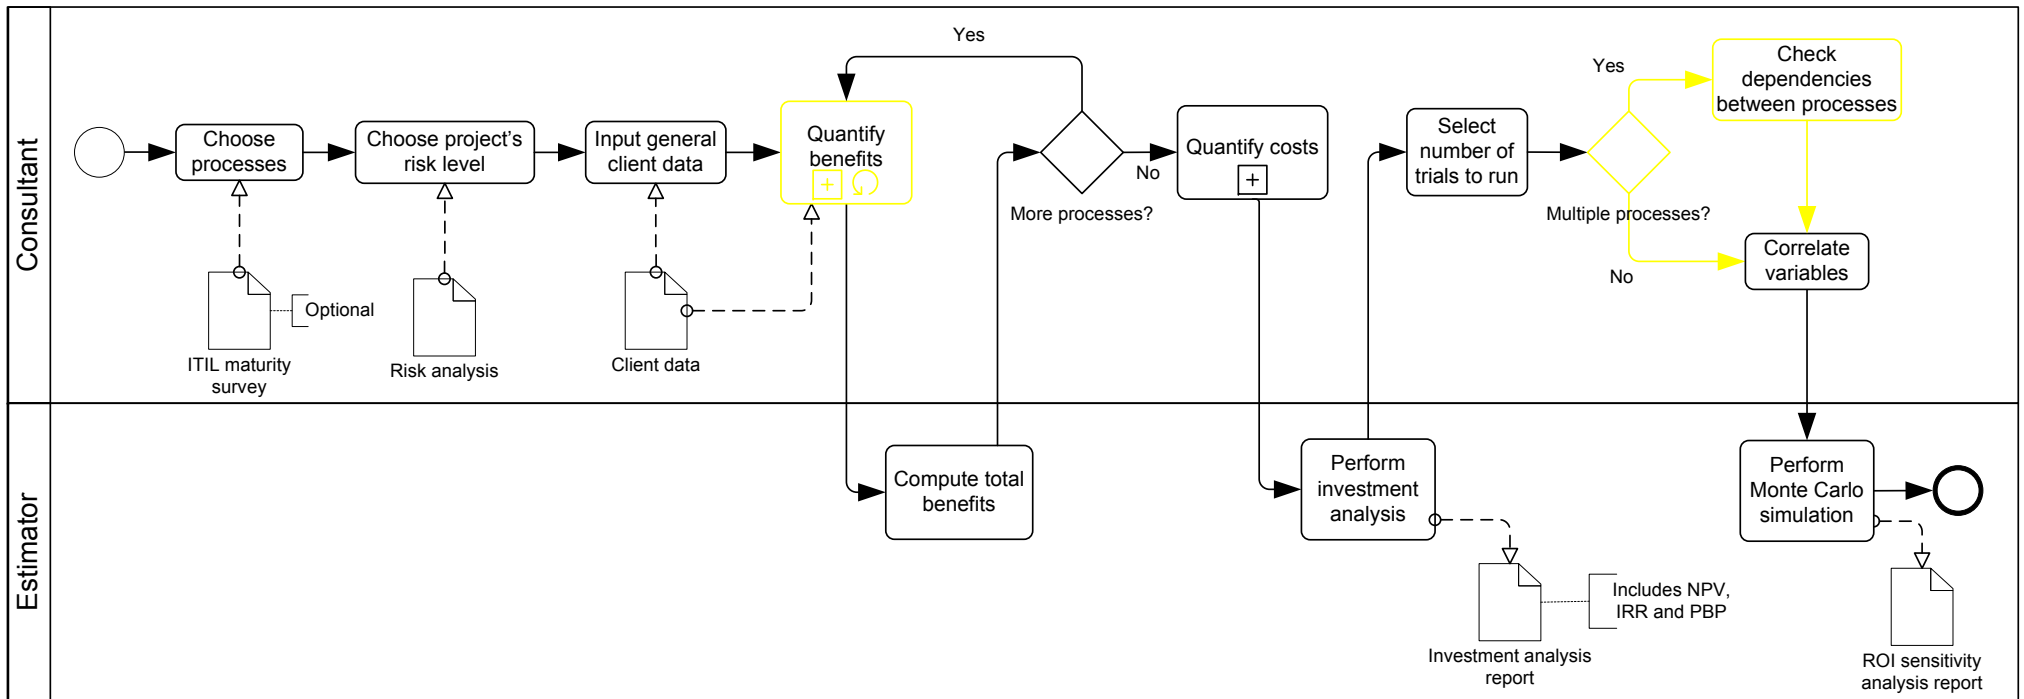 Consultant
Yes
Choose
processes
Choose project's
risk level
Input general
client data
Quantify
benefits
More processes?
No
Quantify costs
Select
number of
trials to run
Multiple processes?
Yes
No
Check
dependencies
between processes
Correlate
variables
Optional
ITIL maturity
survey
Risk analysis
Client data
Estimator
Compute total
benefits
Perform
investment
analysis
Includes NPV,
IRR and PBP
Investment analysis
report
Perform
Monte Carlo
simulation
ROI sensitivity
analysis report